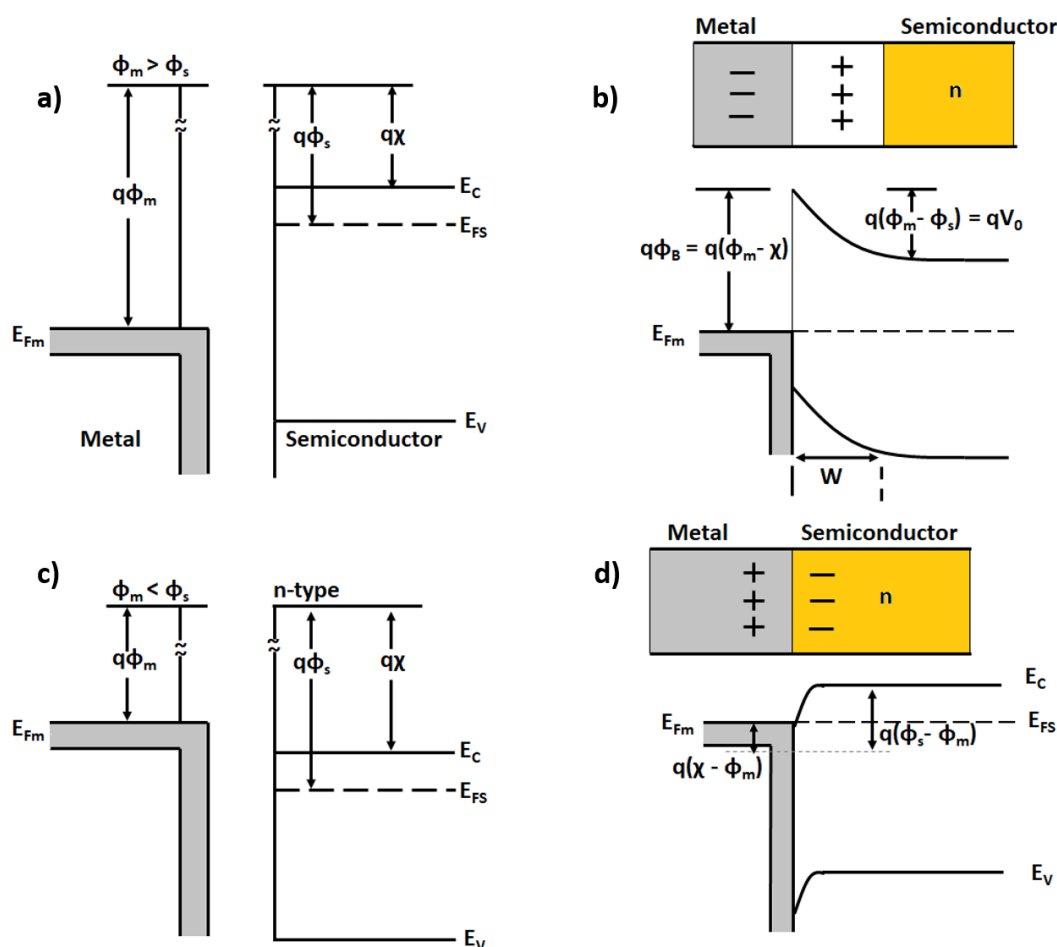 a)
ϕm > ϕs
qϕm
qϕs
qχ
EC
EFS
EFm
EV
Metal
Semiconductor
b)
Metal
Semiconductor
− + n
− +
− +
q(ϕm- ϕs) = qV0
qϕB = q(ϕm- χ)
EFm
W
c)
ϕm < ϕs
n-type
qϕm
qϕs
qχ
EFm
EC
EFS
EV
d)
Metal
Semiconductor
+ − n
+ −
+ −
EC
EFm
EFS
q(ϕs- ϕm)
q(χ - ϕm)
EV